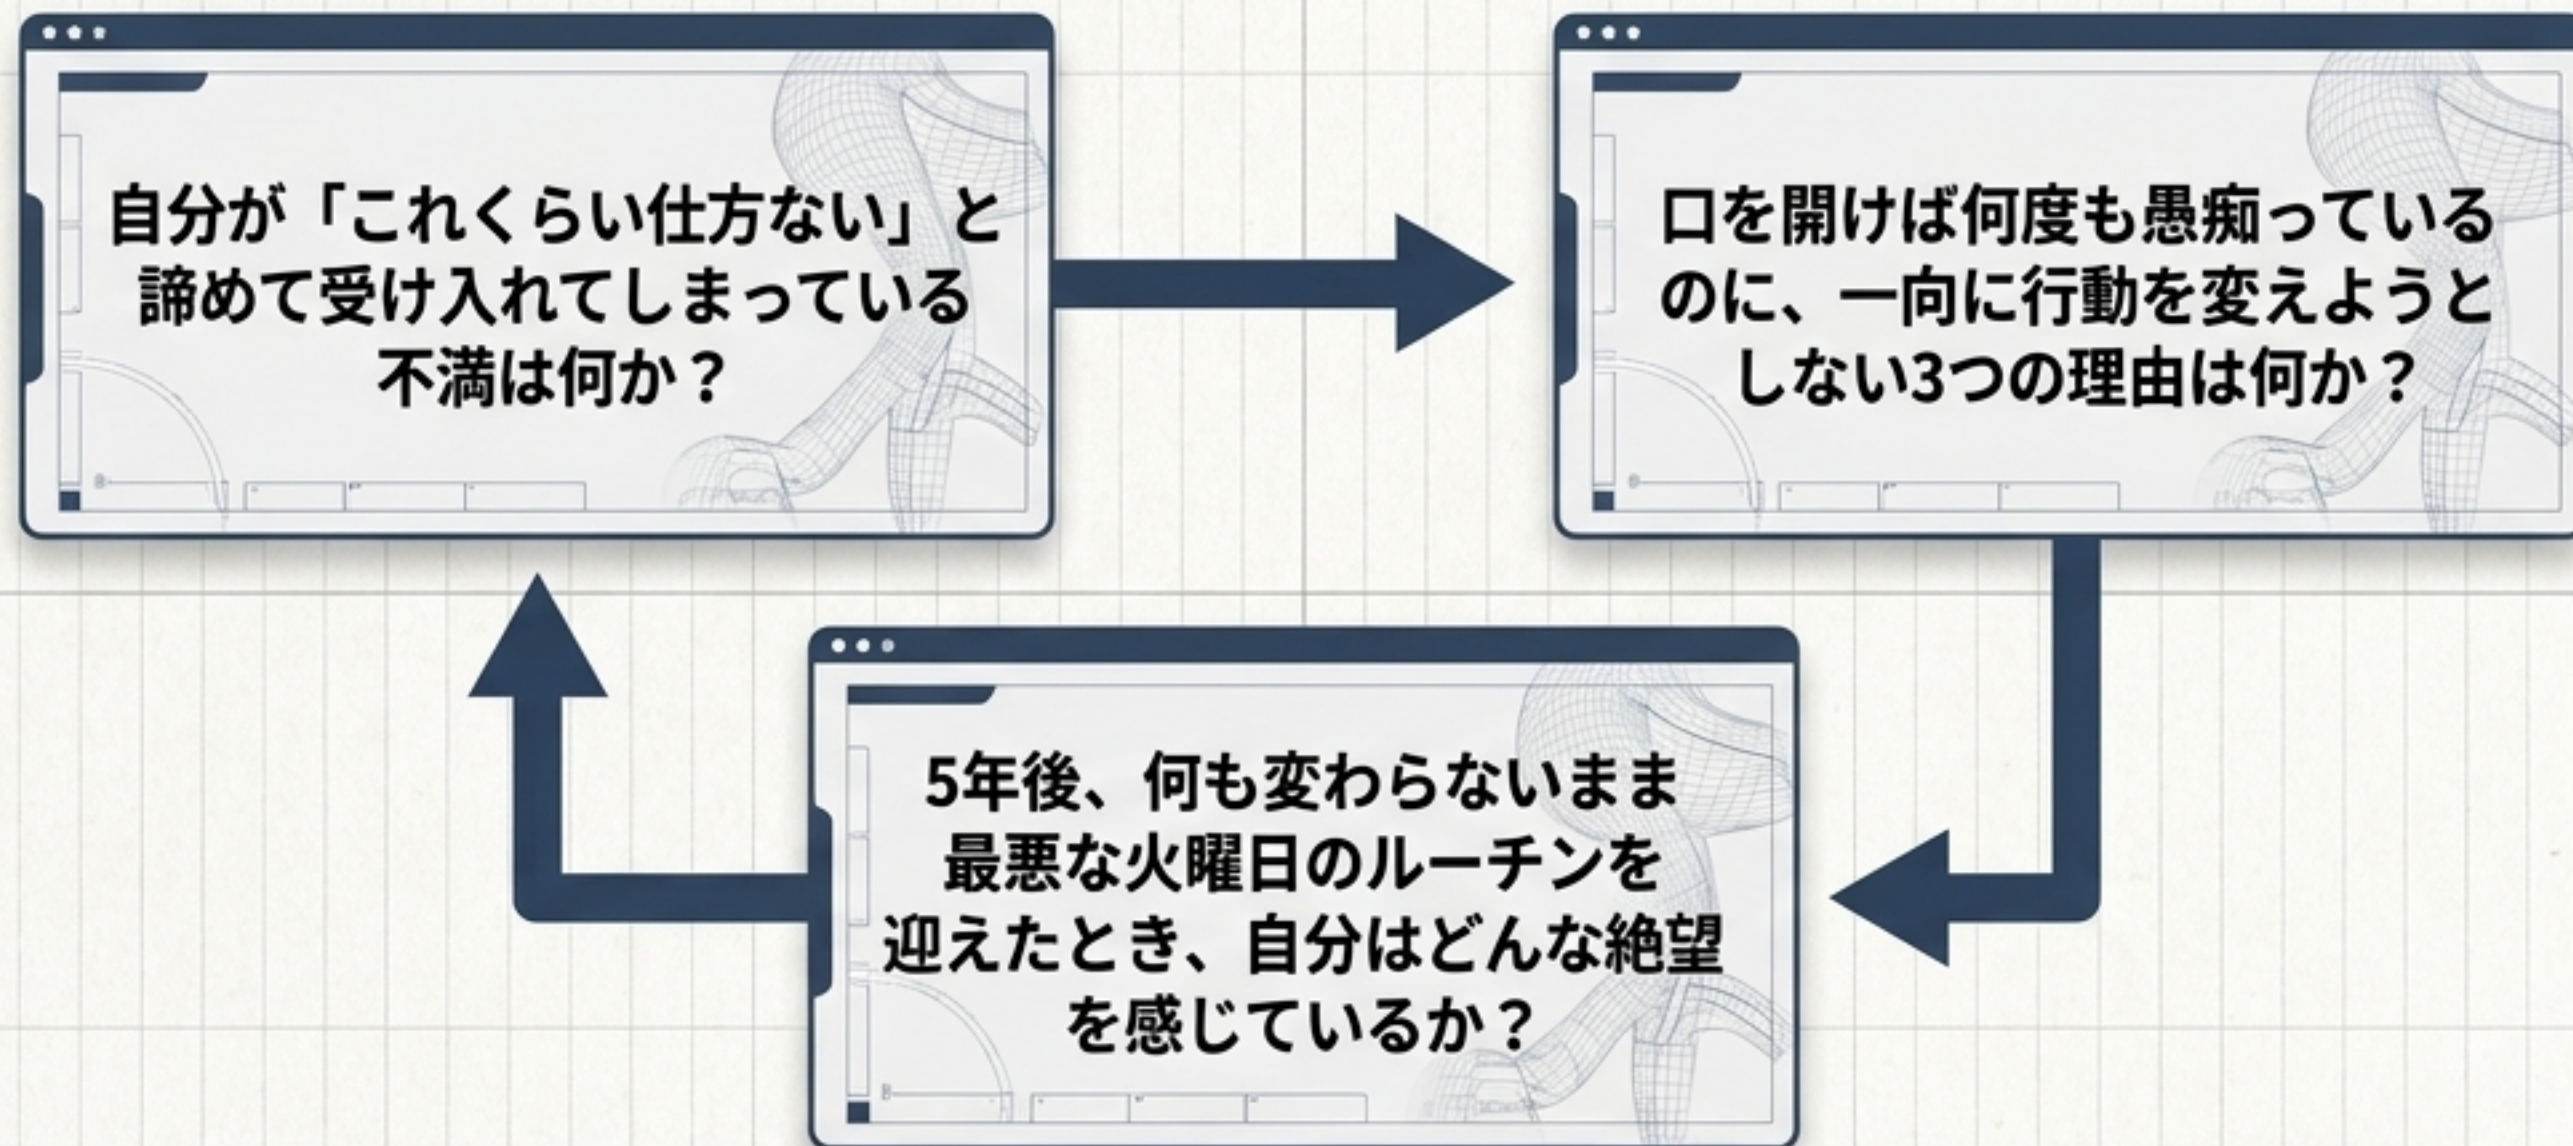 自分が「これくらい仕方ない」と
諦めて受け入れてしまっている
不満は何か？
口を開けば何度も愚痴っている
のに、一向に行動を変えようと
しない3つの理由は何か？
5年後、何も変わらないまま
最悪な火曜日のルーチンを
迎えたとき、自分はどんな絶望
を感じているか？